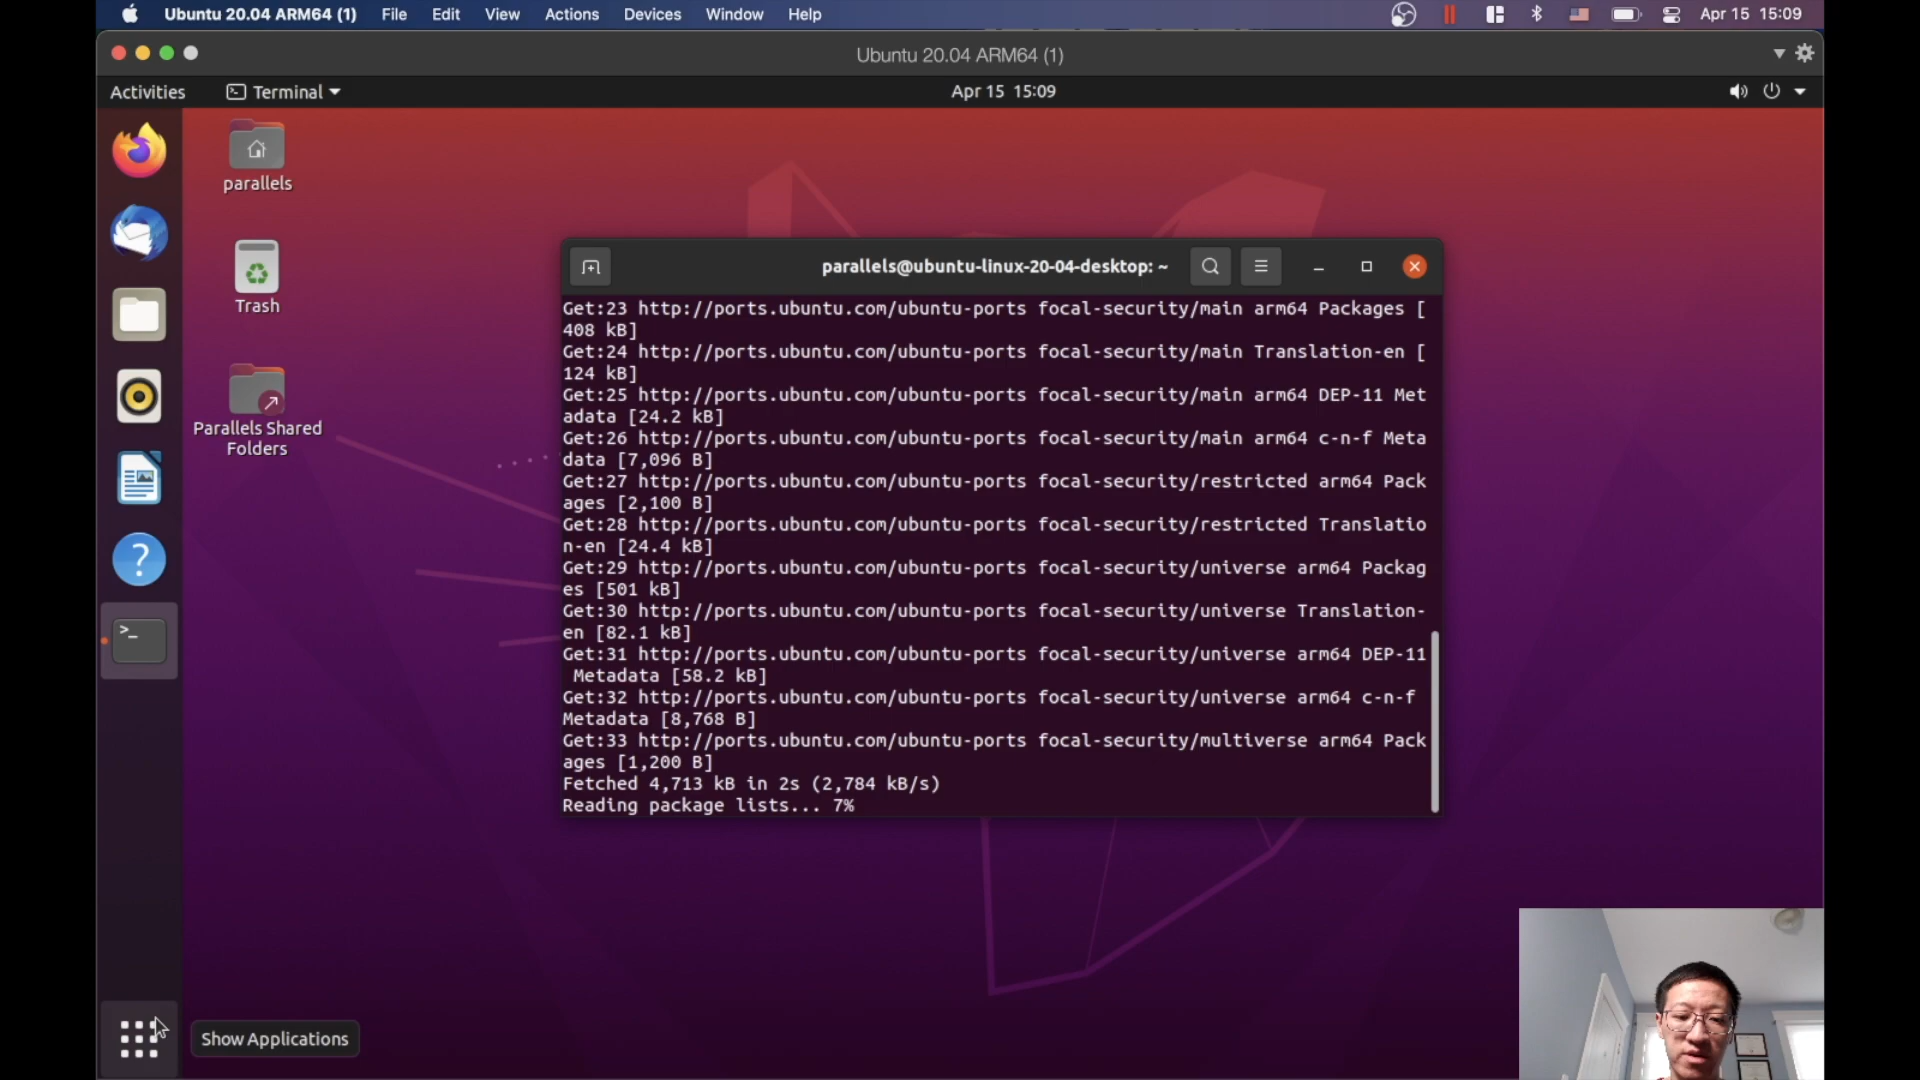 Ubuntu 20.04 ARM64 (1) File Edit View Actions Devices Window Help Apr 15 15:09
Ubuntu 20.04 ARM64 (1)
Activities Terminal Apr 15 15:09
parallels
Trash
Parallels Shared
Folders
parallels@ubuntu-linux-20-04-desktop: ~
Get:23 http://ports.ubuntu.com/ubuntu-ports focal-security/main arm64 Packages [
408 kB]
Get:24 http://ports.ubuntu.com/ubuntu-ports focal-security/main Translation-en [
124 kB]
Get:25 http://ports.ubuntu.com/ubuntu-ports focal-security/main arm64 DEP-11 Met
adata [24.2 kB]
Get:26 http://ports.ubuntu.com/ubuntu-ports focal-security/main arm64 c-n-f Meta
data [7,096 B]
Get:27 http://ports.ubuntu.com/ubuntu-ports focal-security/restricted arm64 Pack
ages [2,100 B]
Get:28 http://ports.ubuntu.com/ubuntu-ports focal-security/restricted Translatio
n-en [24.4 kB]
Get:29 http://ports.ubuntu.com/ubuntu-ports focal-security/universe arm64 Packag
es [501 kB]
Get:30 http://ports.ubuntu.com/ubuntu-ports focal-security/universe Translation-
en [82.1 kB]
Get:31 http://ports.ubuntu.com/ubuntu-ports focal-security/universe arm64 DEP-11
 Metadata [58.2 kB]
Get:32 http://ports.ubuntu.com/ubuntu-ports focal-security/universe arm64 c-n-f
Metadata [8,768 B]
Get:33 http://ports.ubuntu.com/ubuntu-ports focal-security/multiverse arm64 Pack
ages [1,200 B]
Fetched 4,713 kB in 2s (2,784 kB/s)
Reading package lists... 7%
Show Applications